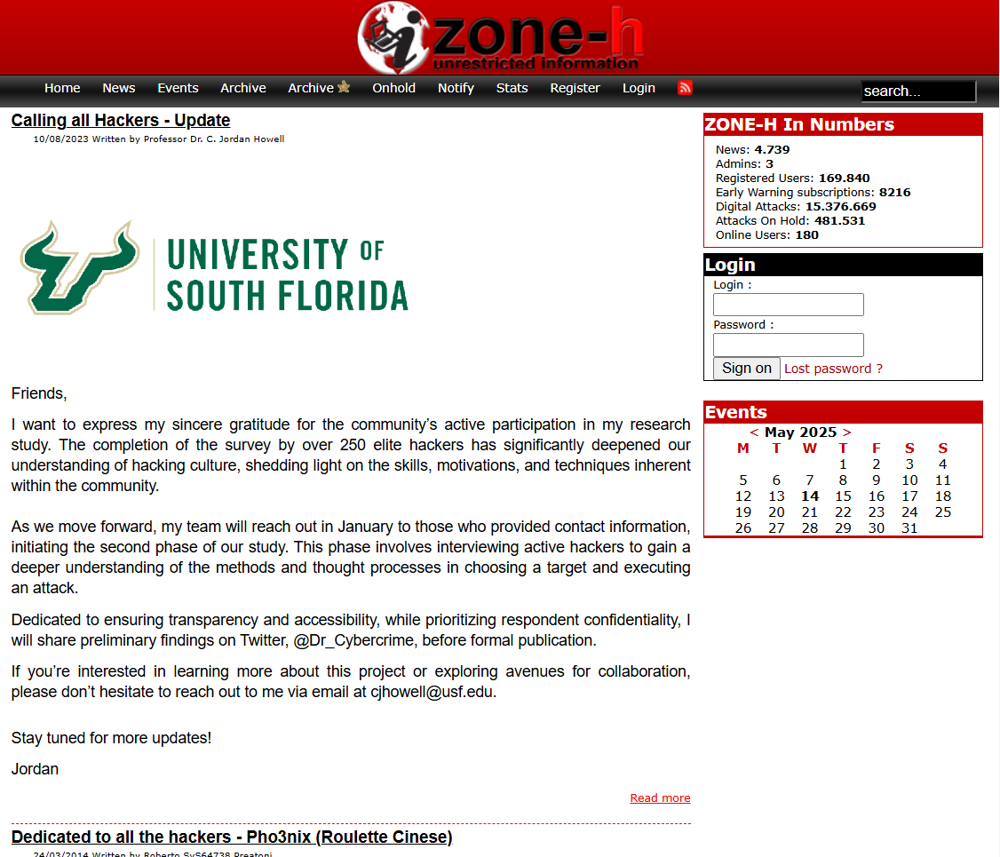 zone-h
unrestricted information
Home News Events Archive Archive Onhold Notify Stats Register Login
search...
Calling all Hackers - Update
10/08/2023 Written by Professor Dr. C. Jordan Howell
UNIVERSITY OF
SOUTH FLORIDA
Friends,
I want to express my sincere gratitude for the community’s active participation in my research
study. The completion of the survey by over 250 elite hackers has significantly deepened our
understanding of hacking culture, shedding light on the skills, motivations, and techniques inherent
within the community.
As we move forward, my team will reach out in January to those who provided contact information,
initiating the second phase of our study. This phase involves interviewing active hackers to gain a
deeper understanding of the methods and thought processes in choosing a target and executing
an attack.
Dedicated to ensuring transparency and accessibility, while prioritizing respondent confidentiality, I
will share preliminary findings on Twitter, @Dr_Cybercrime, before formal publication.
If you’re interested in learning more about this project or exploring avenues for collaboration,
please don’t hesitate to reach out to me via email at cjhowell@usf.edu.
Stay tuned for more updates!
Jordan
Read more
Dedicated to all the hackers - Pho3nix (Roulette Cinese)
24/03/2014 Written by Roberto SyS64738 Preatoni
ZONE-H In Numbers
News: 4.739
Admins: 3
Registered Users: 169.840
Early Warning subscriptions: 8216
Digital Attacks: 15.376.669
Attacks On Hold: 481.531
Online Users: 180
Login
Login :
Password :
Sign on Lost password ?
Events
< May 2025 >
M T W T F S S
1 2 3 4
5 6 7 8 9 10 11
12 13 14 15 16 17 18
19 20 21 22 23 24 25
26 27 28 29 30 31